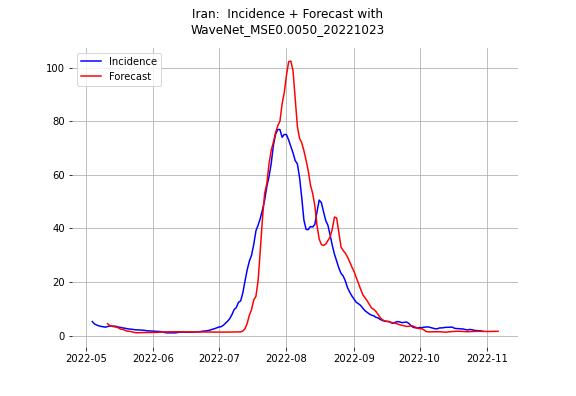 Iran:  Incidence + Forecast with
WaveNet_MSE0.0050_20221023
Incidence
Forecast
100
80
60
40
20
0
2022-05 2022-06 2022-07 2022-08 2022-09 2022-10 2022-11